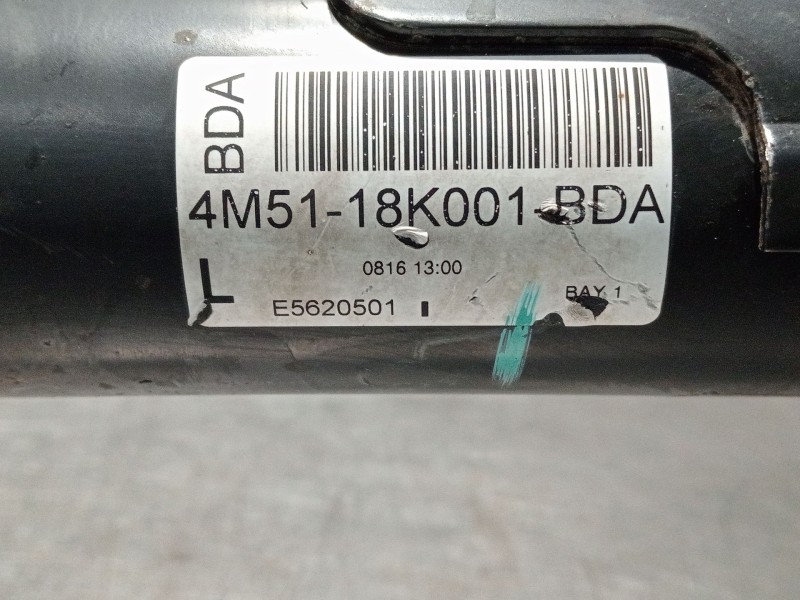 BDA
4M51-18K001-BDA
0816 13:00
L
E5620501
BAY 1